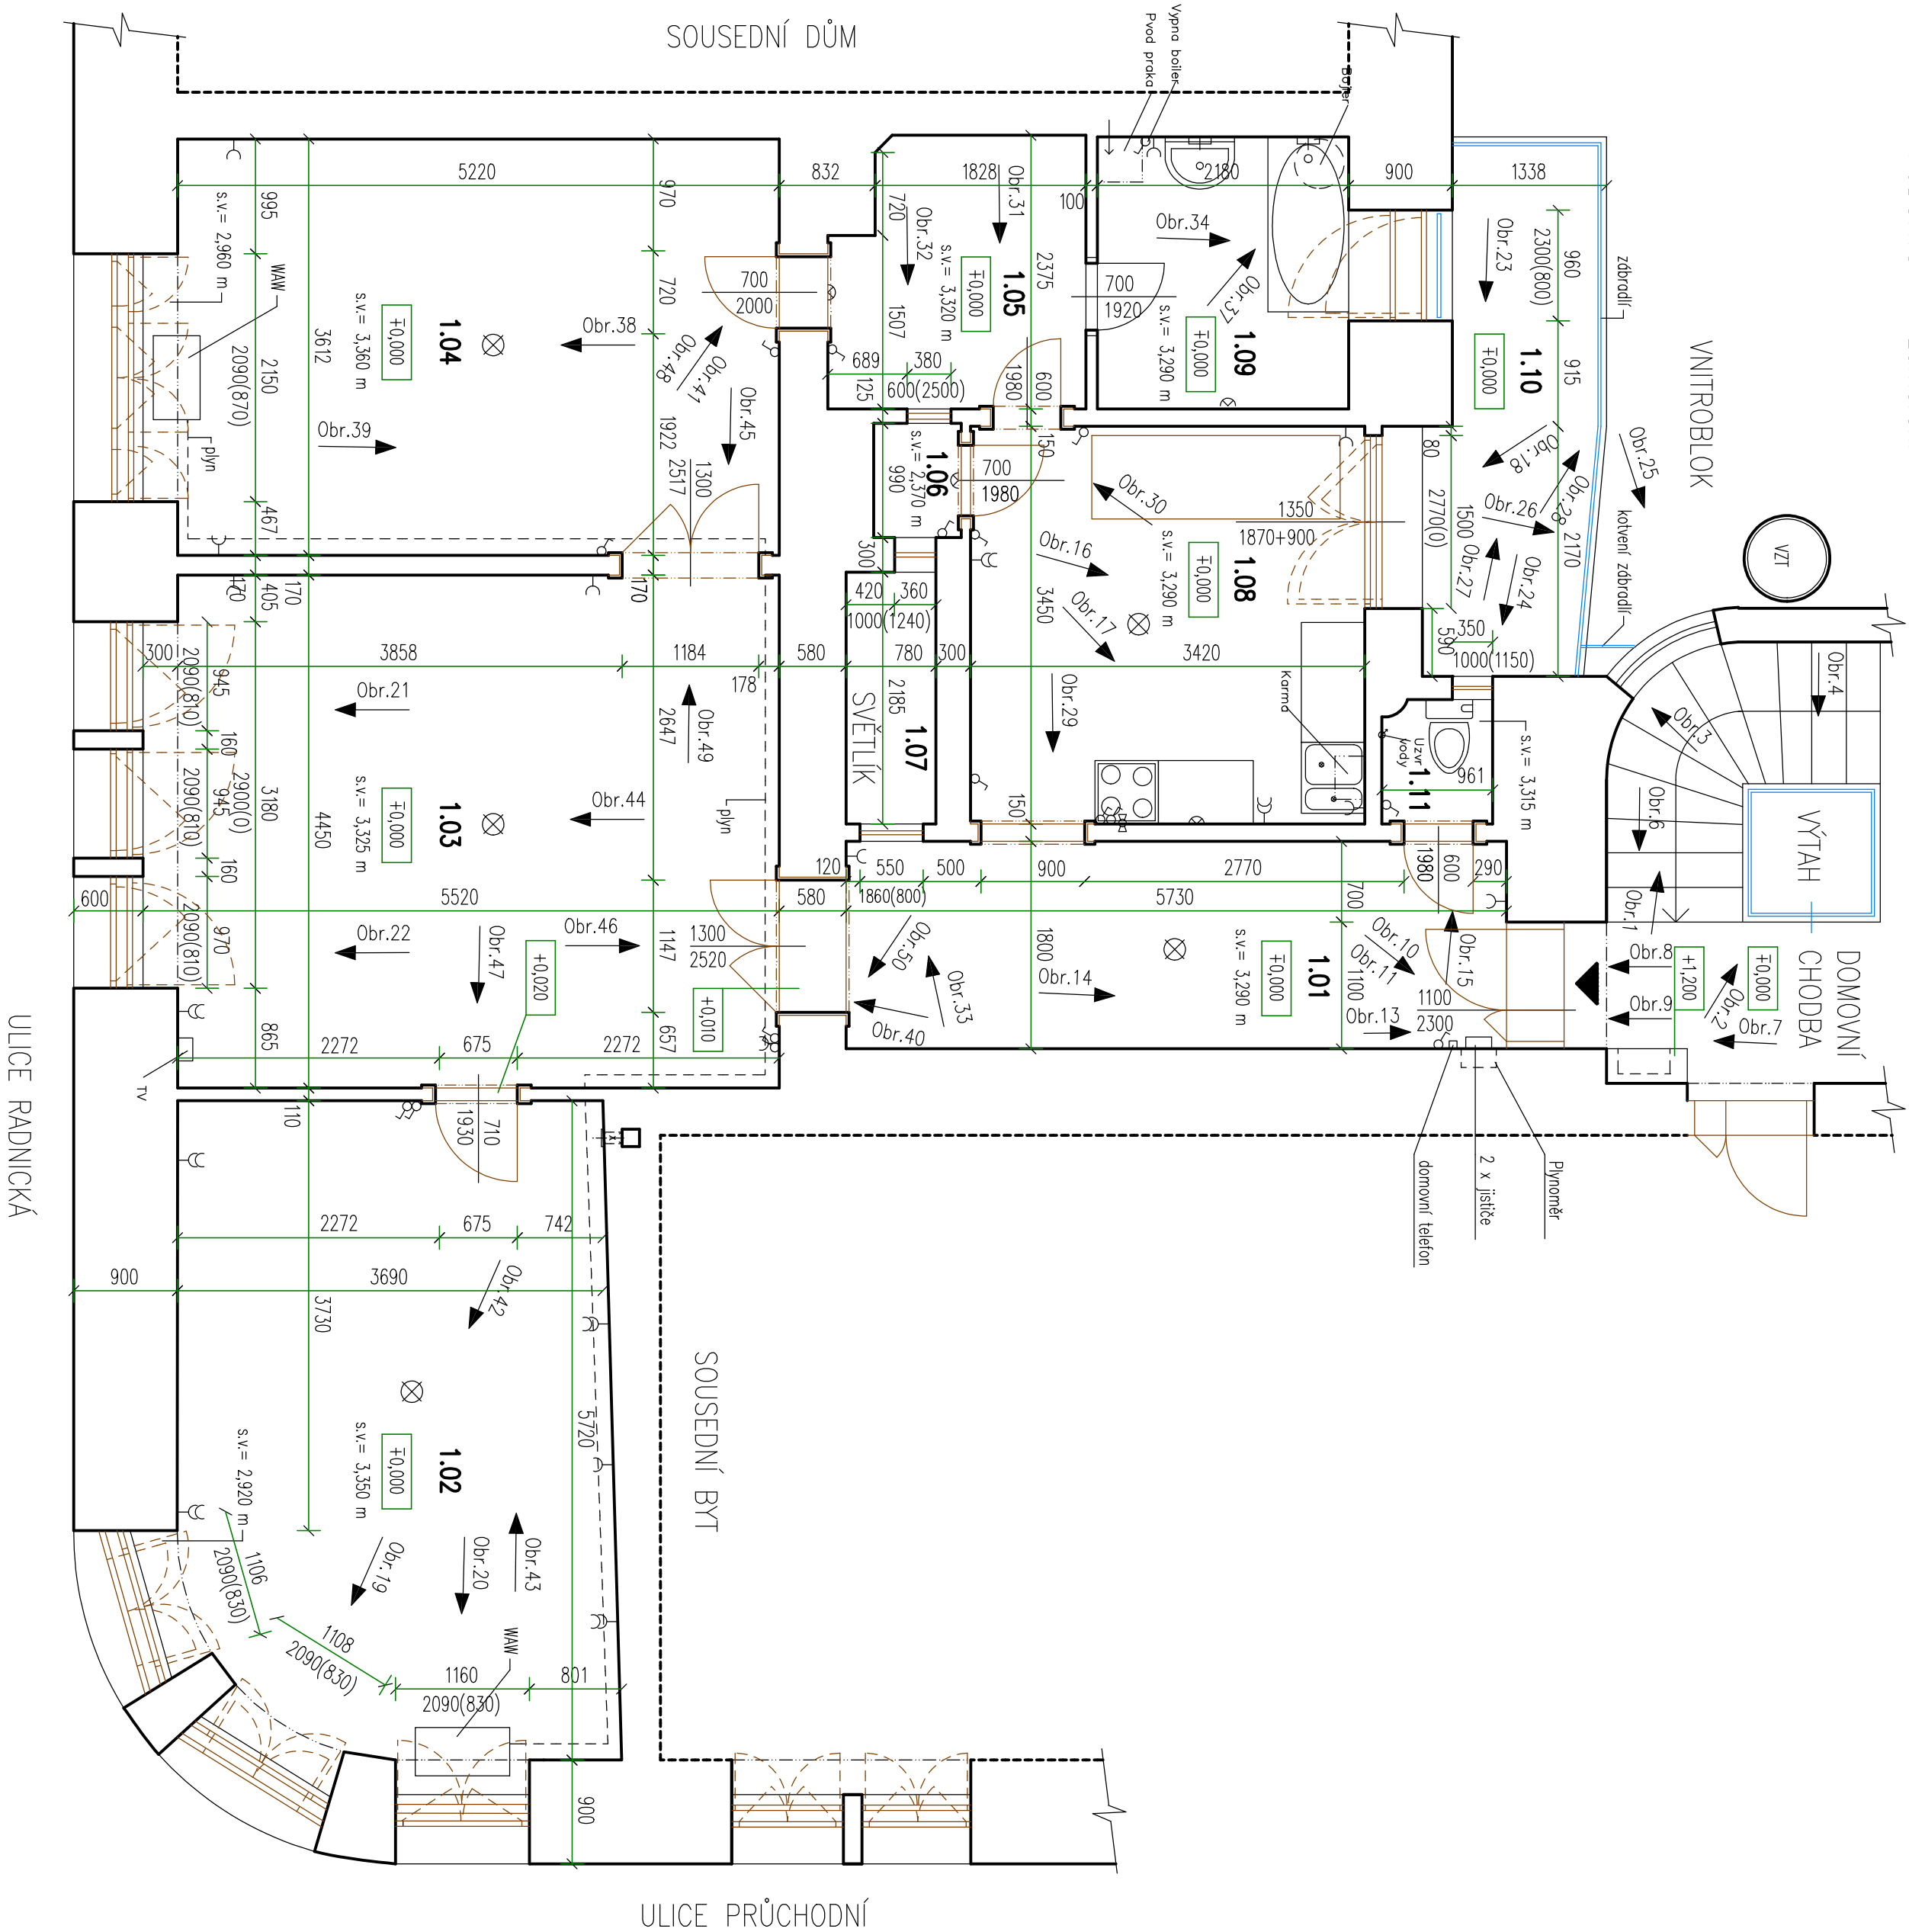 SOUSEDNÍ DŮM
Vypna boiler
Pvod praka
Bojler
5220
832
1828
100
2180
900
1338
s.v.= 2,960 m
WAW
995
2150
2090(870)
467
3612
970
720
1922
s.v.= 3,360 m
∓0,000
1.04
Obr.38
Obr.39
plyn
700
2000
Obr.48
Obr.41
Obr.45
1300
2517
720
1507
125
Obr.32
Obr.31
s.v.= 3,320 m
∓0,000
1.05
2375
689
380
600(2500)
1980
600
150
700
1920
Obr.34
Obr.37
s.v.= 3,290 m
∓0,000
1.09
Obr.23
2300(800)
960
915
zábradlí
∓0,000
1.10
VNITROBLOK
Obr.25
Obr.18
Obr.28
Obr.26
80
2770(0)
1500
2170
Obr.27
Obr.24
kotvení zábradlí
VZT
s.v.= 2,370 m
1.06
990
300
700
1980
Obr.30
1350
1870+900
Obr.16
Obr.17
s.v.= 3,290 m
∓0,000
1.08
3450
420
360
1000(1240)
170
405
170
170
300
3858
1184
178
580
780
300
3420
590
350
1000(1150)
2090(810)
945
160
2090(810)
945
2900(0)
160
2090(810)
970
3180
4450
865
Obr.21
Obr.49
2647
Obr.44
plyn
s.v.= 3,325 m
∓0,000
1.03
SVĚTLÍK
2185
1.07
Obr.29
Karma
Uzvr
vody
1.11
961
s.v.= 3,315 m
Obr.4
Obr.3
Obr.6
VÝTAH
150
120
550
500
900
2770
1860(800)
1980
600
290
600
5520
580
5730
700
Obr.1
Obr.22
Obr.47
Obr.46
+0,020
1300
2520
1147
657
+0,010
Obr.50
Obr.33
Obr.40
1800
Obr.14
s.v.= 3,290 m
∓0,000
1.01
1100
Obr.10
Obr.11
Obr.15
1100
2300
Obr.13
Obr.8
Obr.9
+1,200
∓0,000
Obr.2
Obr.7
DOMOVNÍ
CHODBA
2272
675
2272
TV
ULICE RADNICKÁ
110
1930
710
domovní telefon
2 x jističe
Plynoměr
2272
675
742
900
3690
3730
Obr.42
5720
SOUSEDNÍ BYT
s.v.= 3,350 m
∓0,000
1.02
s.v.= 2,920 m
1106
2090(830)
1108
2090(830)
Obr.19
Obr.20
Obr.43
WAW
1160
801
2090(830)
900
ULICE PRŮCHODNÍ